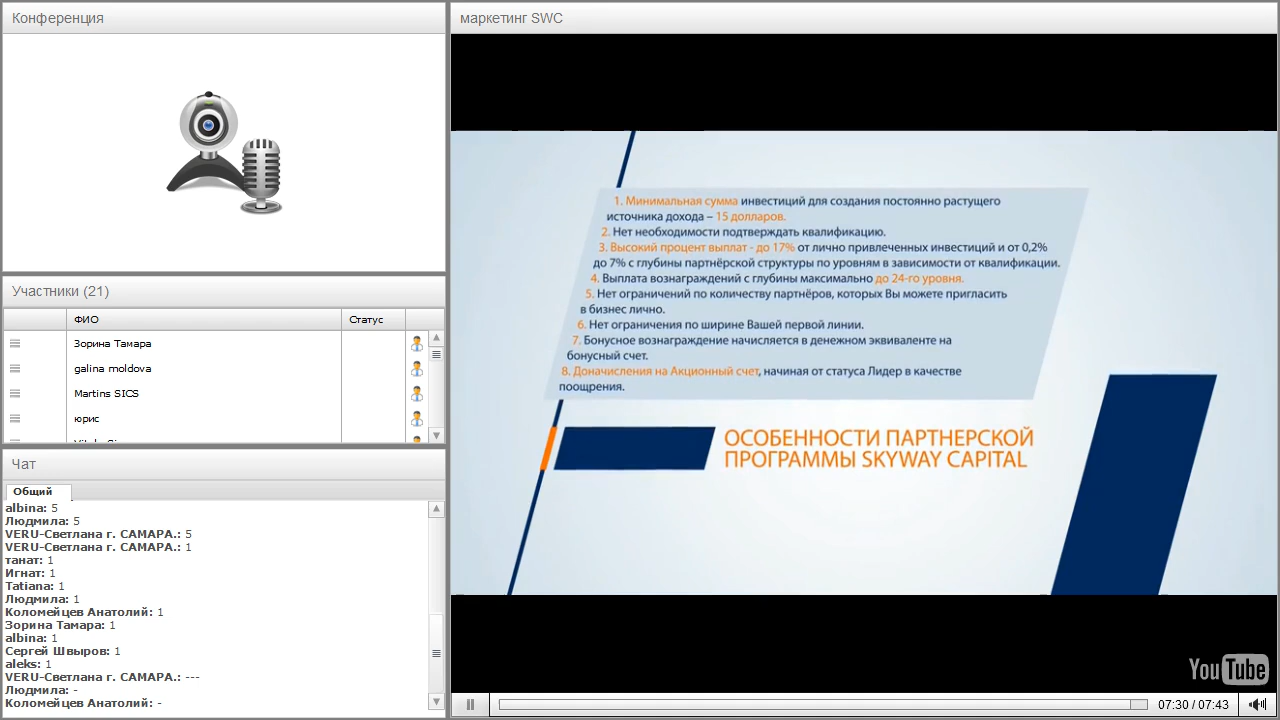 Конференция
маркетинг SWC
1. Минимальная сумма инвестиций для создания постоянно растущего
источника дохода – 15 долларов.
2. Нет необходимости подтверждать квалификацию.
3. Высокий процент выплат - до 17% от лично привлеченных инвестиций и от 0,2%
до 7% с глубины партнёрской структуры по уровням в зависимости от квалификации.
4. Выплата вознаграждений с глубины максимально до 24-го уровня.
5. Нет ограничений по количеству партнёров, которых Вы можете пригласить
в бизнес лично.
6. Нет ограничения по ширине Вашей первой линии.
7. Бонусное вознаграждение начисляется в денежном эквиваленте на
бонусный счет.
8. Доначисления на Акционный счет, начиная от статуса Лидер в качестве
поощрения.
ОСОБЕННОСТИ ПАРТНЕРСКОЙ
ПРОГРАММЫ SKYWAY CAPITAL
YouTube
07:30 / 07:43
Участники (21)
ФИО Статус
Зорина Тамара
galina moldova
Martins SICS
юрис
Чат
Общий
albina: 5
Людмила: 5
VERU-Светлана г. САМАРА.: 5
VERU-Светлана г. САМАРА.: 1
танат: 1
Игнат: 1
Tatiana: 1
Людмила: 1
Коломейцев Анатолий: 1
Зорина Тамара: 1
albina: 1
Сергей Швыров: 1
aleks: 1
VERU-Светлана г. САМАРА.: ---
Людмила: -
Коломейцев Анатолий: -